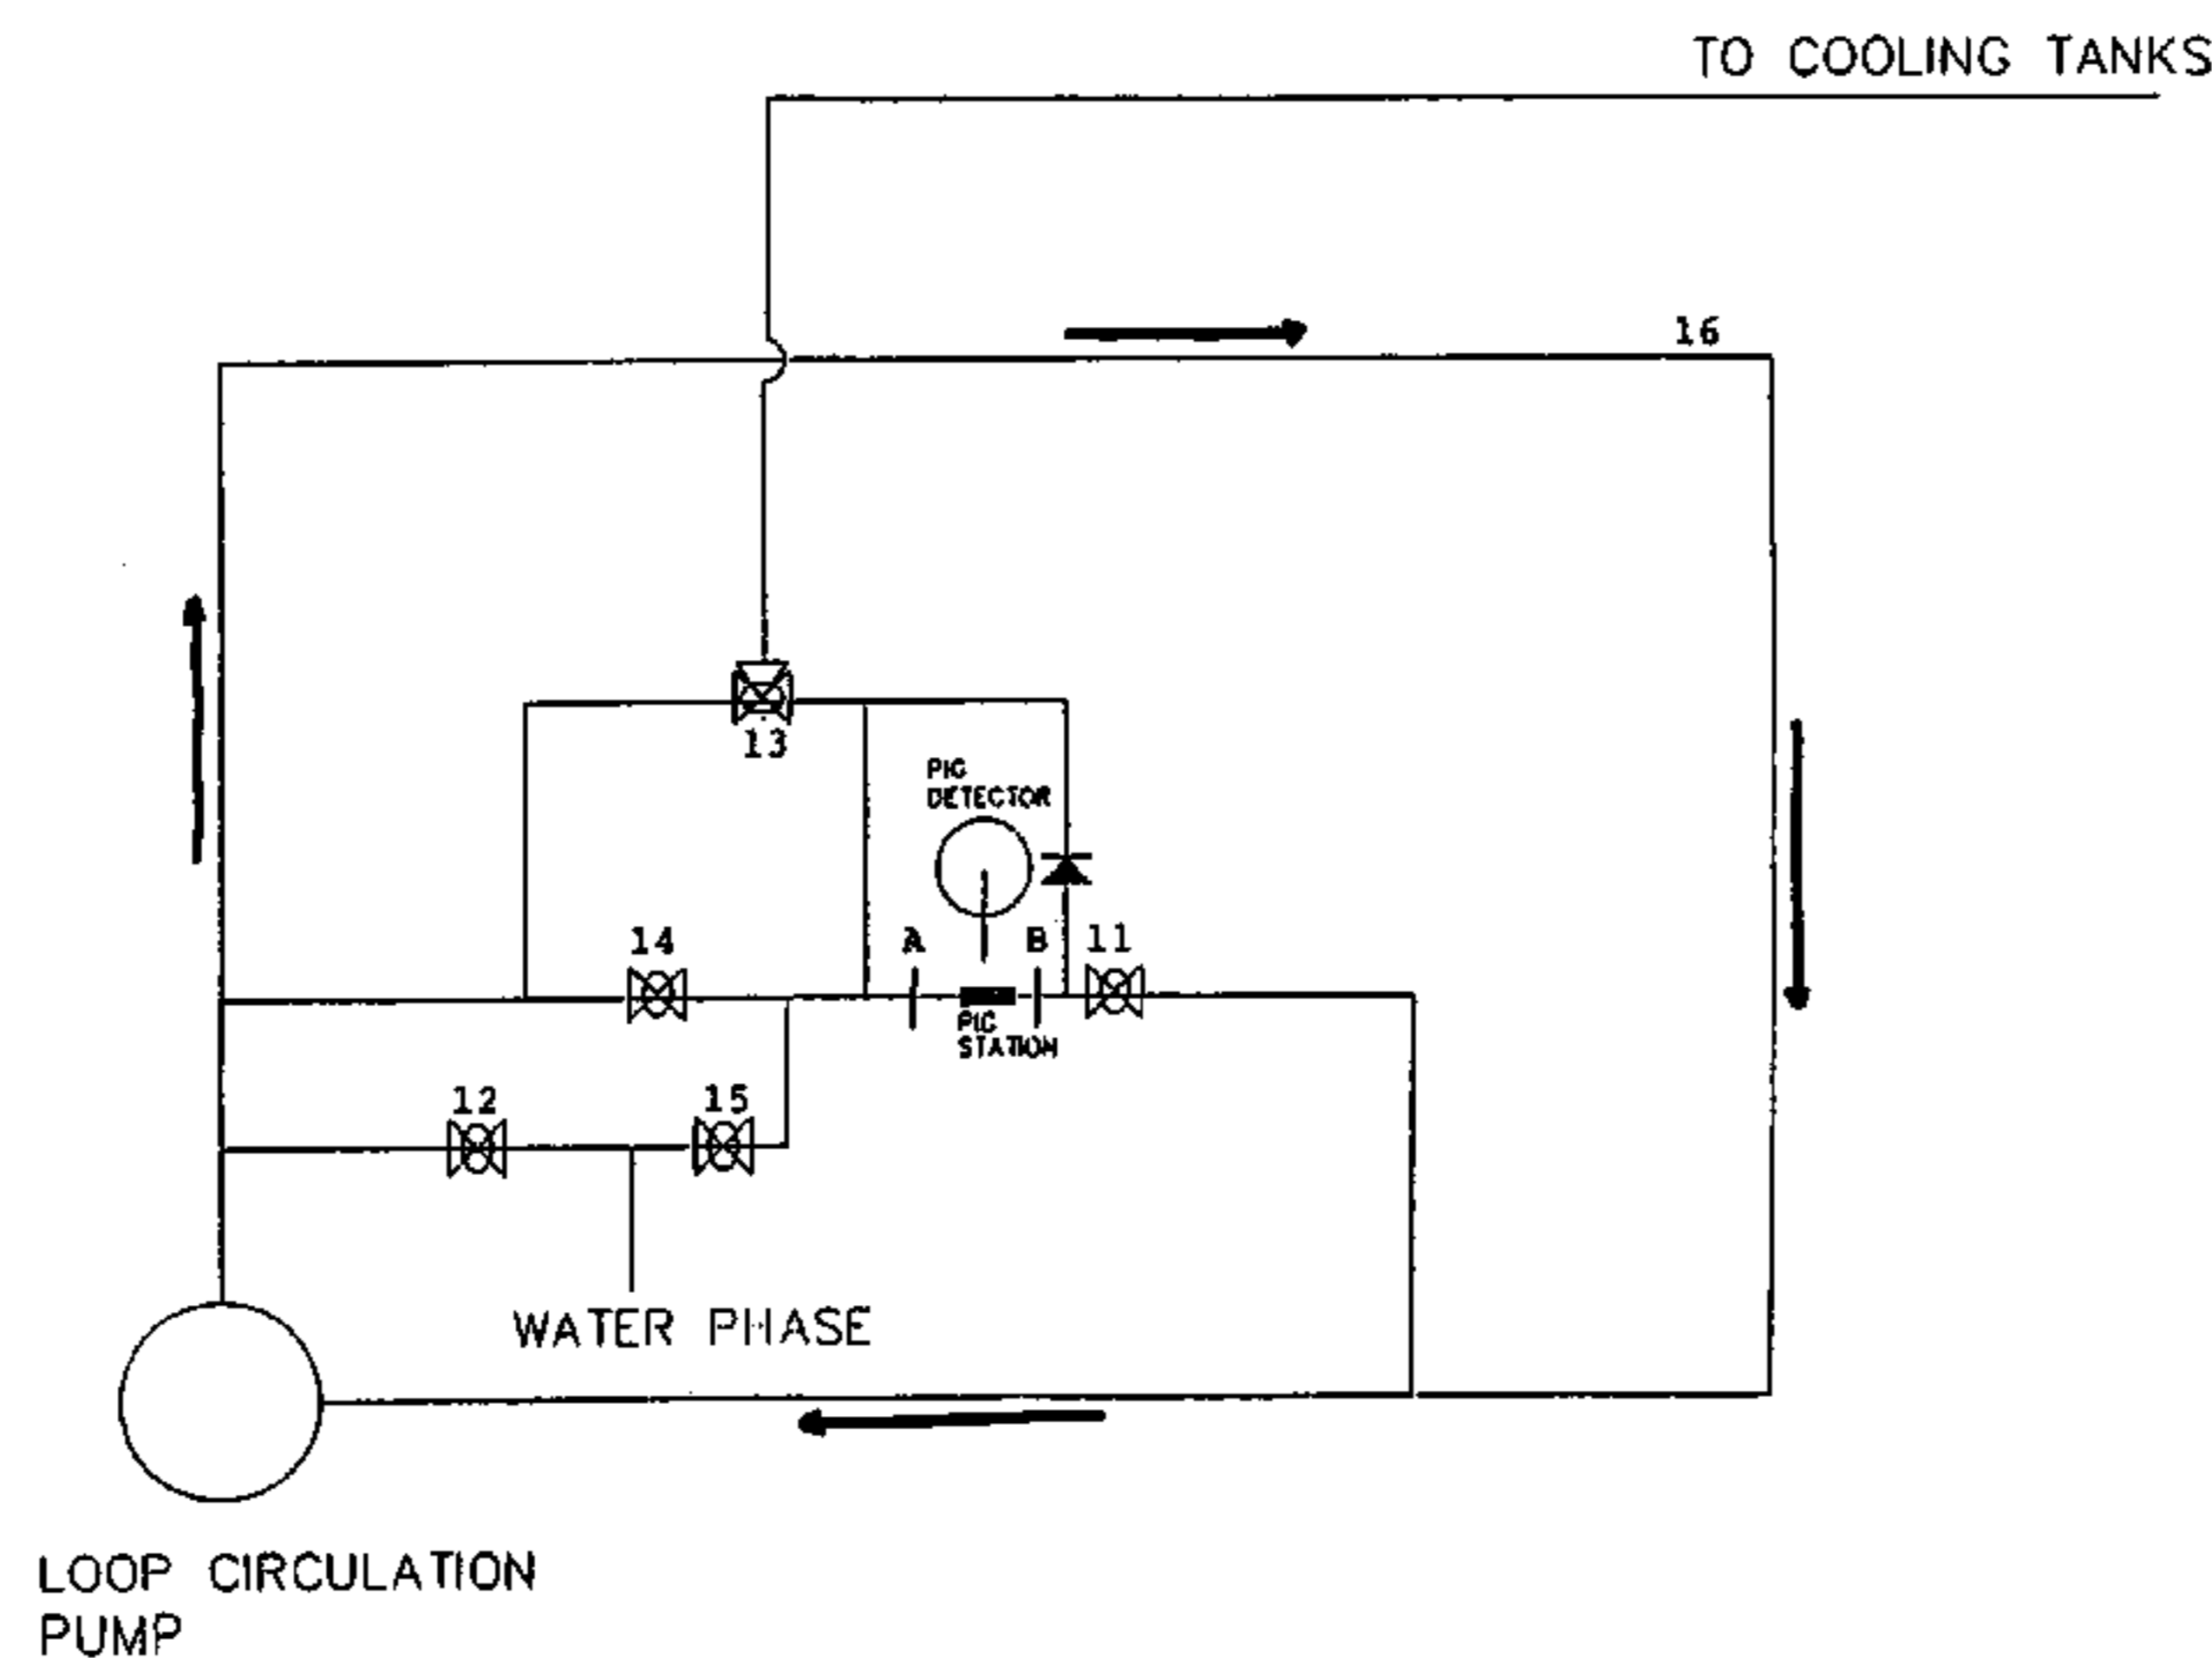 TO COOLING TANKS
16
13
PIG
DETECTOR
14
A
B
11
PIG
STATION
12
15
WATER PHASE
LOOP CIRCULATION
PUMP